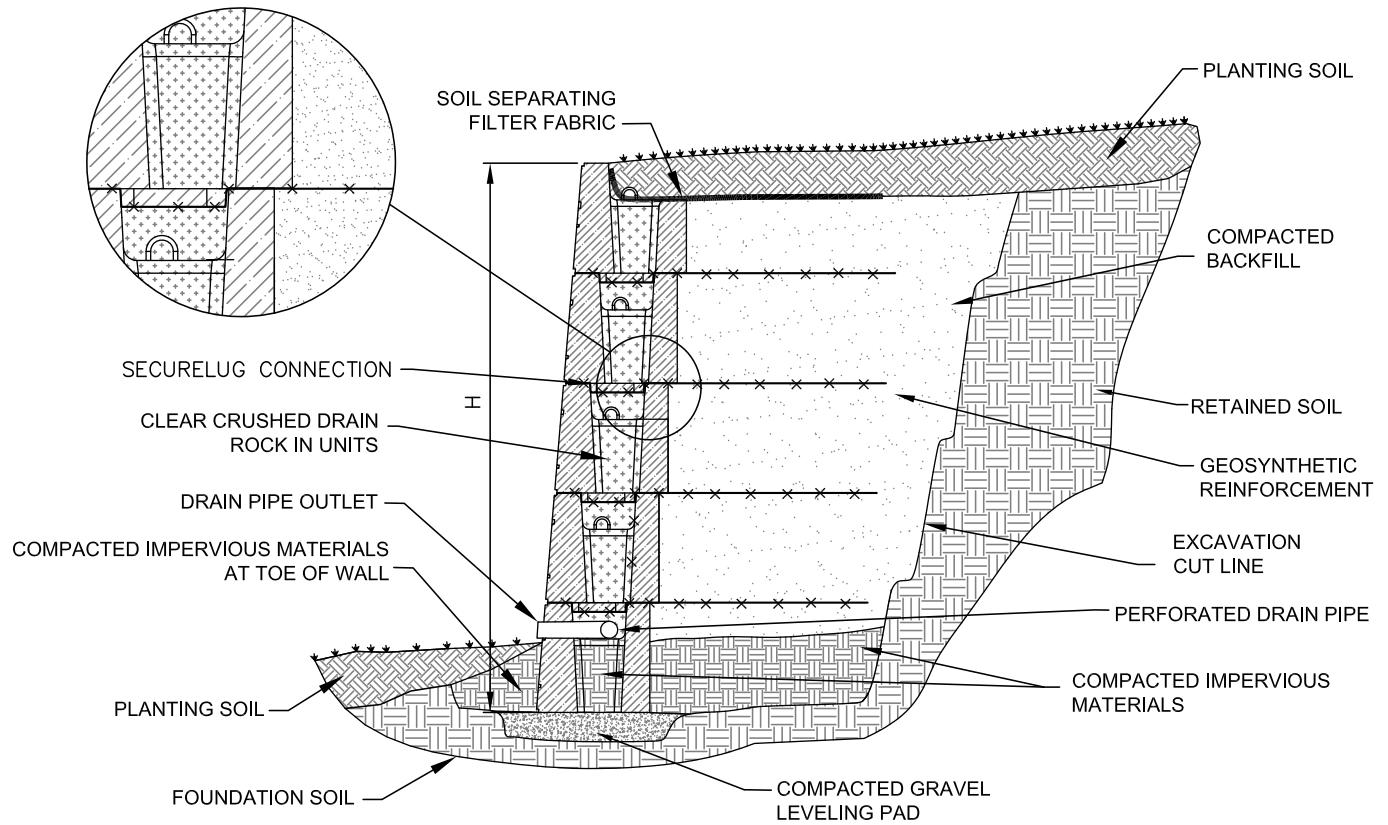 PLANTING SOIL
SOIL SEPARATING
FILTER FABRIC
COMPACTED
BACKFILL
SECURELUG CONNECTION
H
CLEAR CRUSHED DRAIN
ROCK IN UNITS
RETAINED SOIL
GEOSYNTHETIC
REINFORCEMENT
DRAIN PIPE OUTLET
COMPACTED IMPERVIOUS MATERIALS
AT TOE OF WALL
EXCAVATION
CUT LINE
PERFORATED DRAIN PIPE
PLANTING SOIL
COMPACTED IMPERVIOUS
MATERIALS
FOUNDATION SOIL
COMPACTED GRAVEL
LEVELING PAD